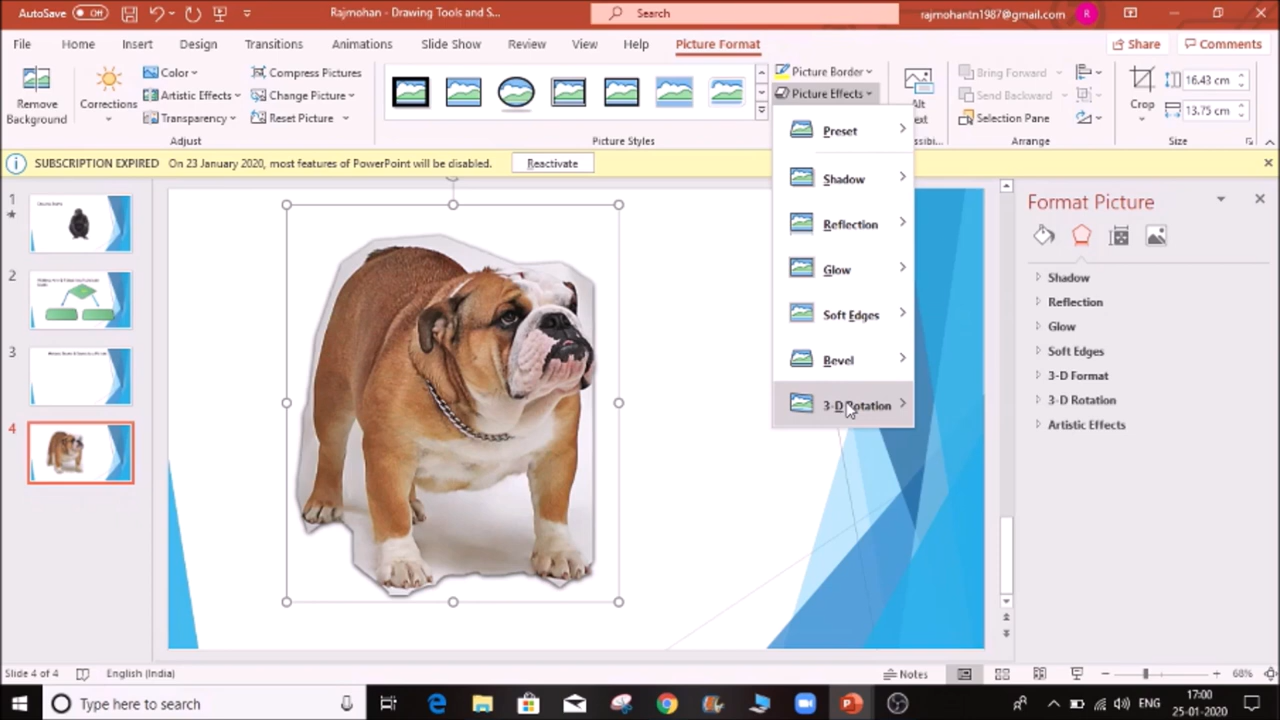 AutoSave Off
Rajmohan - Drawing Tools and S...
Search
rajmohantn1987@gmail.com R
File Home Insert Design Transitions Animations Slide Show Review View Help Picture Format
Share Comments
Remove Background
Corrections
Color
Artistic Effects
Transparency
Compress Pictures
Change Picture
Reset Picture
Adjust
Picture Styles
Picture Border
Picture Effects
Alt
Bring Forward
Send Backward
Selection Pane
Arrange
Crop
16.43 cm
13.75 cm
Size
SUBSCRIPTION EXPIRED On 23 January 2020, most features of PowerPoint will be disabled. Reactivate
1
2
3
4
Preset
Shadow
Reflection
Glow
Soft Edges
Bevel
3-D Rotation
Format Picture
Shadow
Reflection
Glow
Soft Edges
3-D Format
3-D Rotation
Artistic Effects
Slide 4 of 4 English (India)
Notes
68%
Type here to search
ENG
17:00
25-01-2020